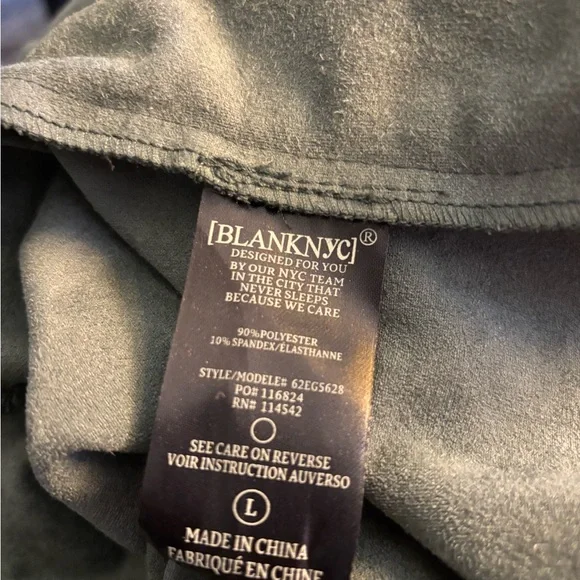 [BLANKNYC]®
DESIGNED FOR YOU
BY OUR NYC TEAM
IN THE CITY THAT
NEVER SLEEPS
BECAUSE WE CARE
90%POLYESTER
10% SPANDEX/ÉLASTHANNE
STYLE/MODELE# 62EGS628
PO# 116824
RN# 114542
SEE CARE ON REVERSE
VOIR INSTRUCTION AUVERSO
L
MADE IN CHINA
FABRIQUÉ EN CHINE